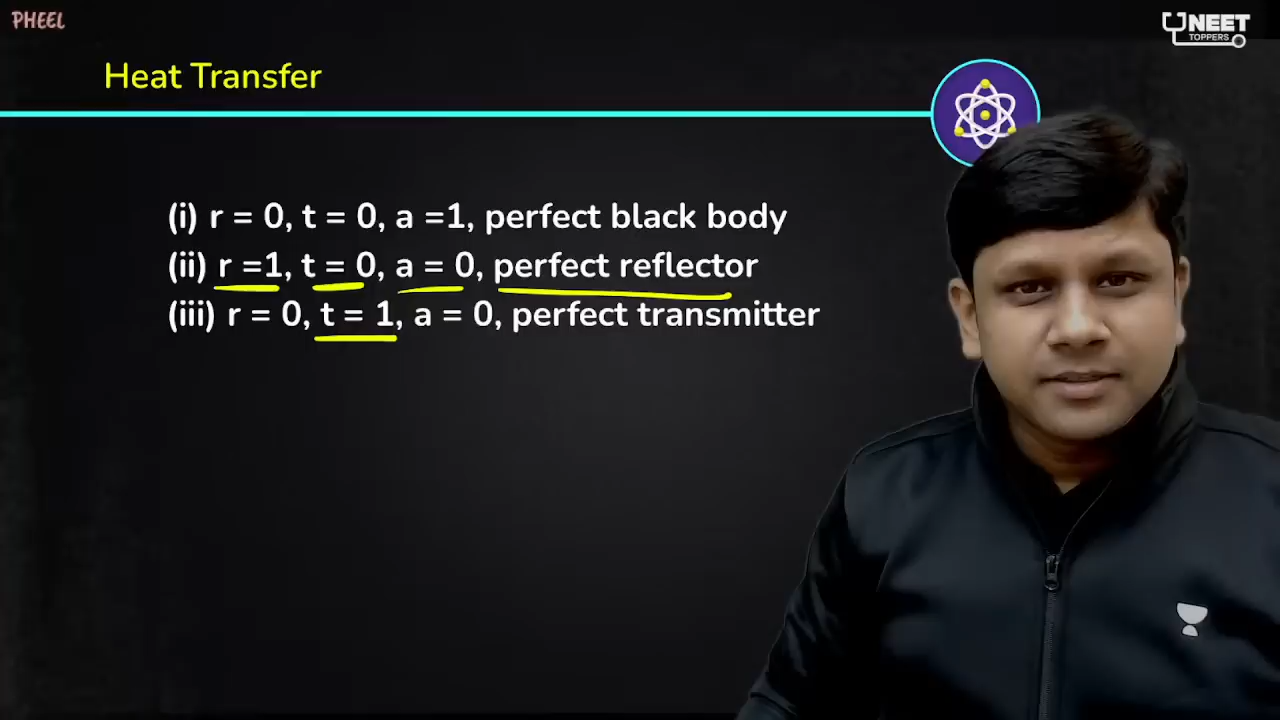 PHEEL
NEET
TOPPERS
Heat Transfer
(i) r = 0, t = 0, a =1, perfect black body
(ii) r =1, t = 0, a = 0, perfect reflector
(iii) r = 0, t = 1, a = 0, perfect transmitter